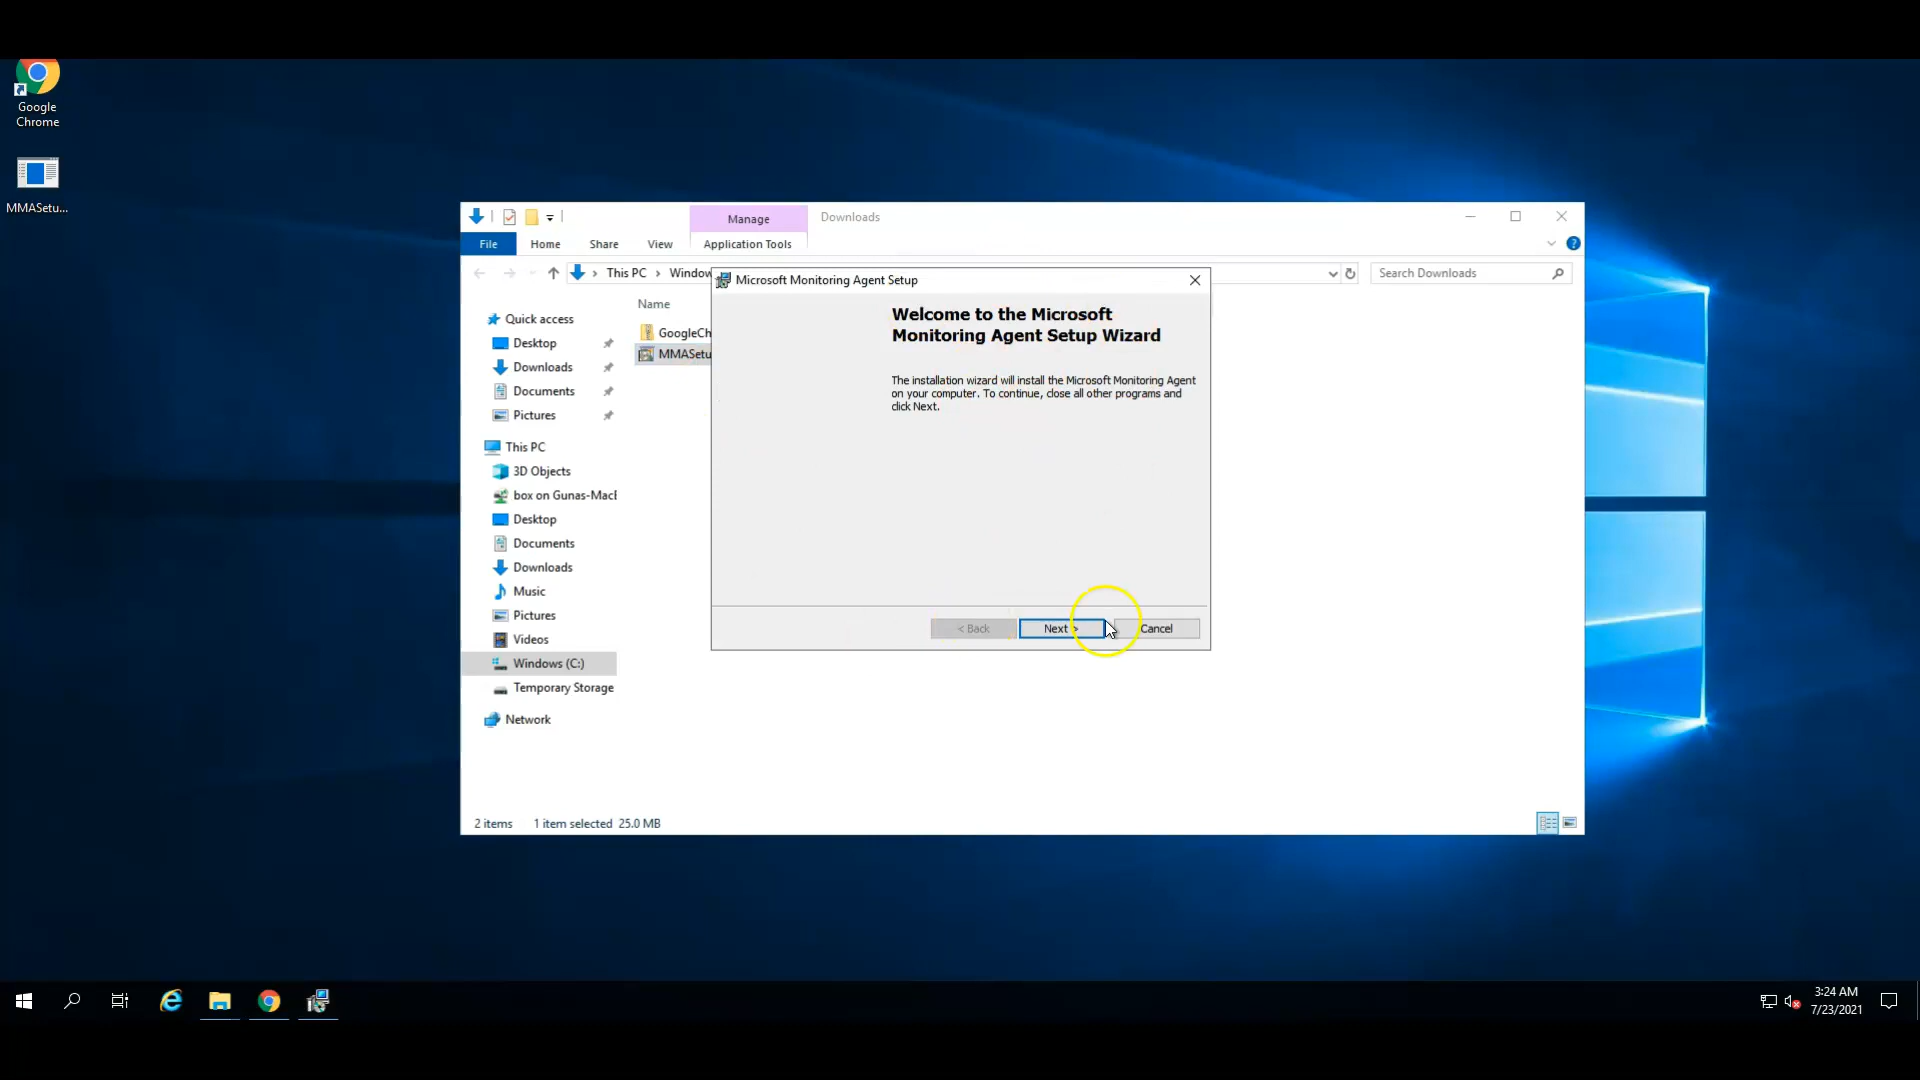 Google
Chrome
MMASetu...
Manage
Downloads
File
Home
Share
View
Application Tools
This PC
Window
Search Downloads
Microsoft Monitoring Agent Setup
Name
Welcome to the Microsoft
Monitoring Agent Setup Wizard
Quick access
GoogleCh
Desktop
MMASetu
Downloads
The installation wizard will install the Microsoft Monitoring Agent
on your computer. To continue, close all other programs and
click Next.
Documents
Pictures
This PC
3D Objects
box on Gunas-MacB
Desktop
Documents
Downloads
Music
Pictures
< Back
Next >
Cancel
Videos
Windows (C:)
Temporary Storage
Network
2 items
1 item selected 25.0 MB
3:24 AM
7/23/2021